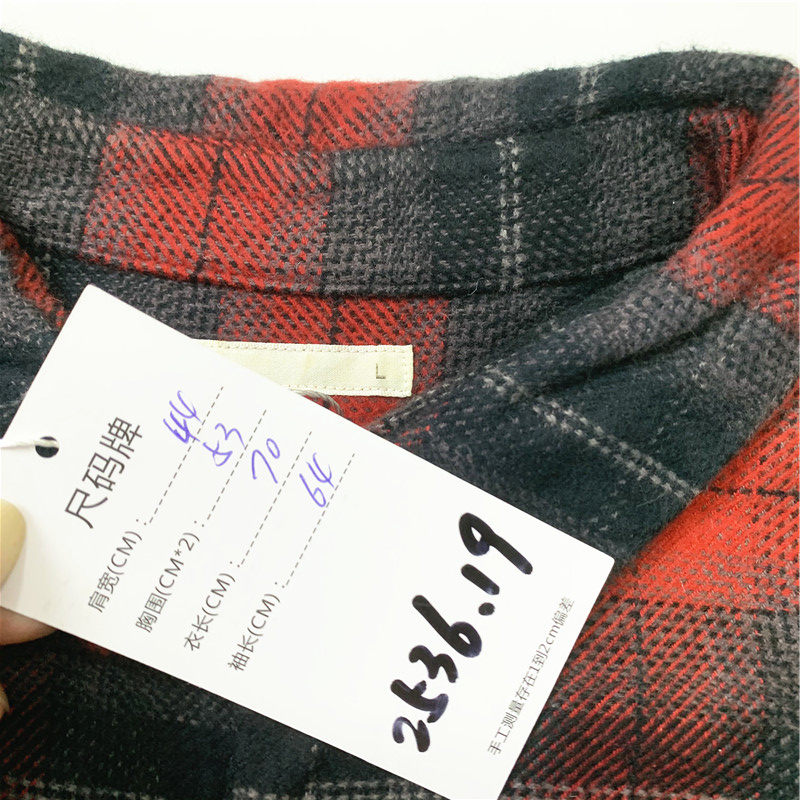 L
尺码牌
肩宽(CM): 44
胸围(CM*2): 53
衣长(CM): 70
袖长(CM): 64
2536.19
手工测量存在1到2cm偏差